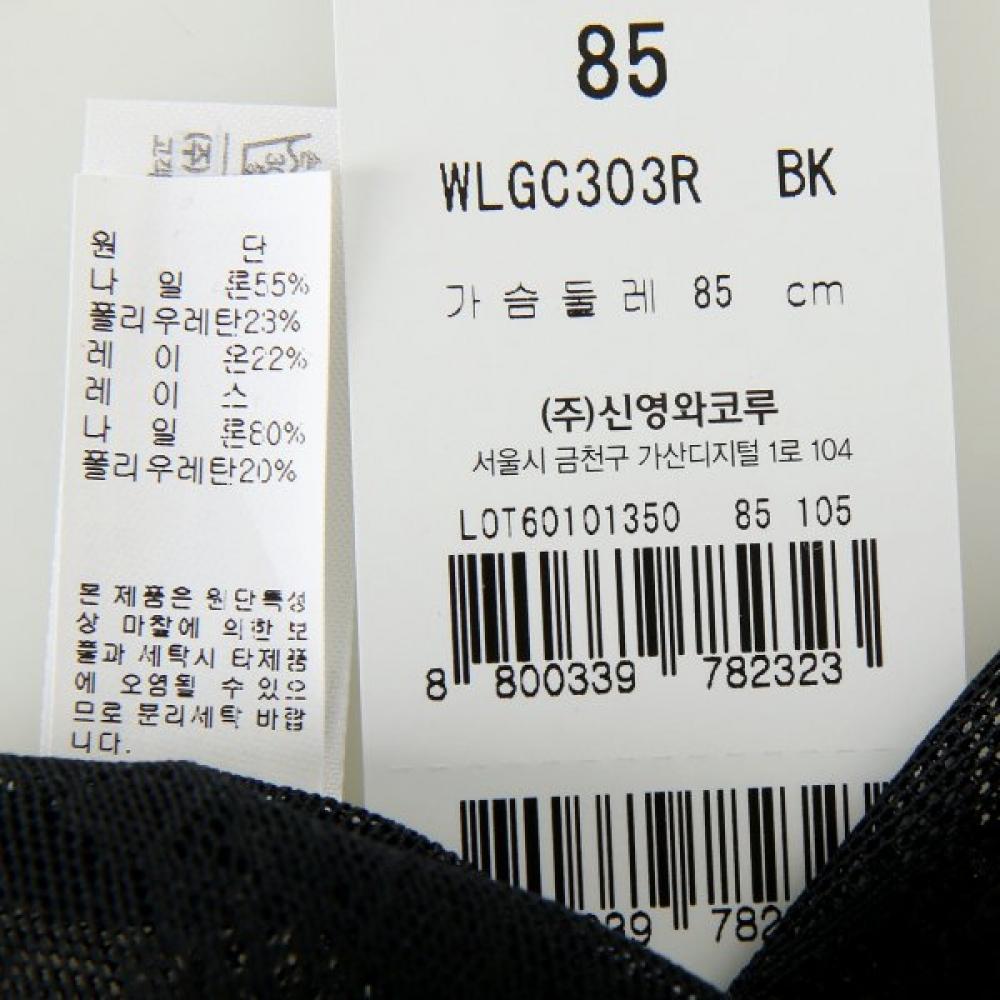 85
WLGC303R BK
가슴둘레 85 cm
(주)신영와코루
서울시 금천구 가산디지털 1로 104
LOT60101350 85 105
8 800339 782323
39 782
(주)
고객
원 단
나 일 론55%
폴리우레탄23%
레 이 온22%
레 이 스
나 일 론80%
폴리우레탄20%
본 제품은 원단특성
상 마찰에 의한 보
풀과 세탁시 타제품
에 오염될 수 있으
므로 분리세탁 바랍
니다.